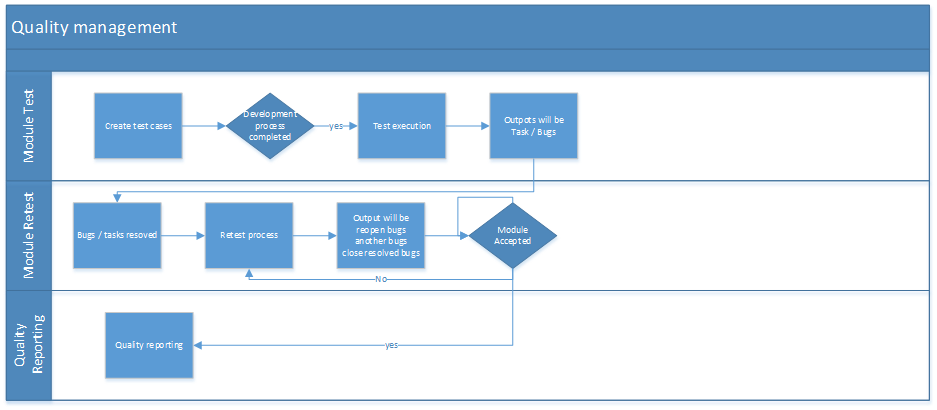 Quality management
Module Test
Create test cases
Development
process
completed
yes
Test execution
Outpots will be
Task / Bugs
Module Retest
Bugs / tasks resoved
Retest process
Output will be
reopen bugs
another bugs
close resolved bugs
Module
Accepted
No
Quality
Reporting
Quality reporting
yes